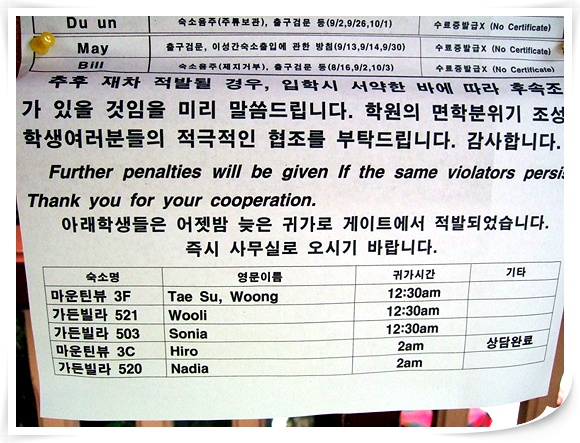 Du un 숙소음주(주류보관), 출구검문 등(9/2,9/26,10/1) 수료증발급X (No Certificate)
May 출구검문, 이성간숙소출입에 관한 방침(9/13,9/14,9/30) 수료증발급X (No Certificate)
Bill 숙소음주(제지거부), 출구검문 등(8/16,9/2,10/3) 수료증발급X (No Certificate)
추후 재차 적발될 경우, 입학시 서약한 바에 따라 후속조
가 있을 것임을 미리 말씀드립니다. 학원의 면학분위기 조성
학생여러분들의 적극적인 협조를 부탁드립니다. 감사합니다.
Further penalties will be given If the same violators persi
Thank you for your cooperation.
아래학생들은 어젯밤 늦은 귀가로 게이트에서 적발되었습니다.
즉시 사무실로 오시기 바랍니다.
숙소명 영문이름 귀가시간 기타
마운틴뷰 3F Tae Su, Woong 12:30am
가든빌라 521 Wooli 12:30am
가든빌라 503 Sonia 12:30am
마운틴뷰 3C Hiro 2am 상담완료
가든빌라 520 Nadia 2am